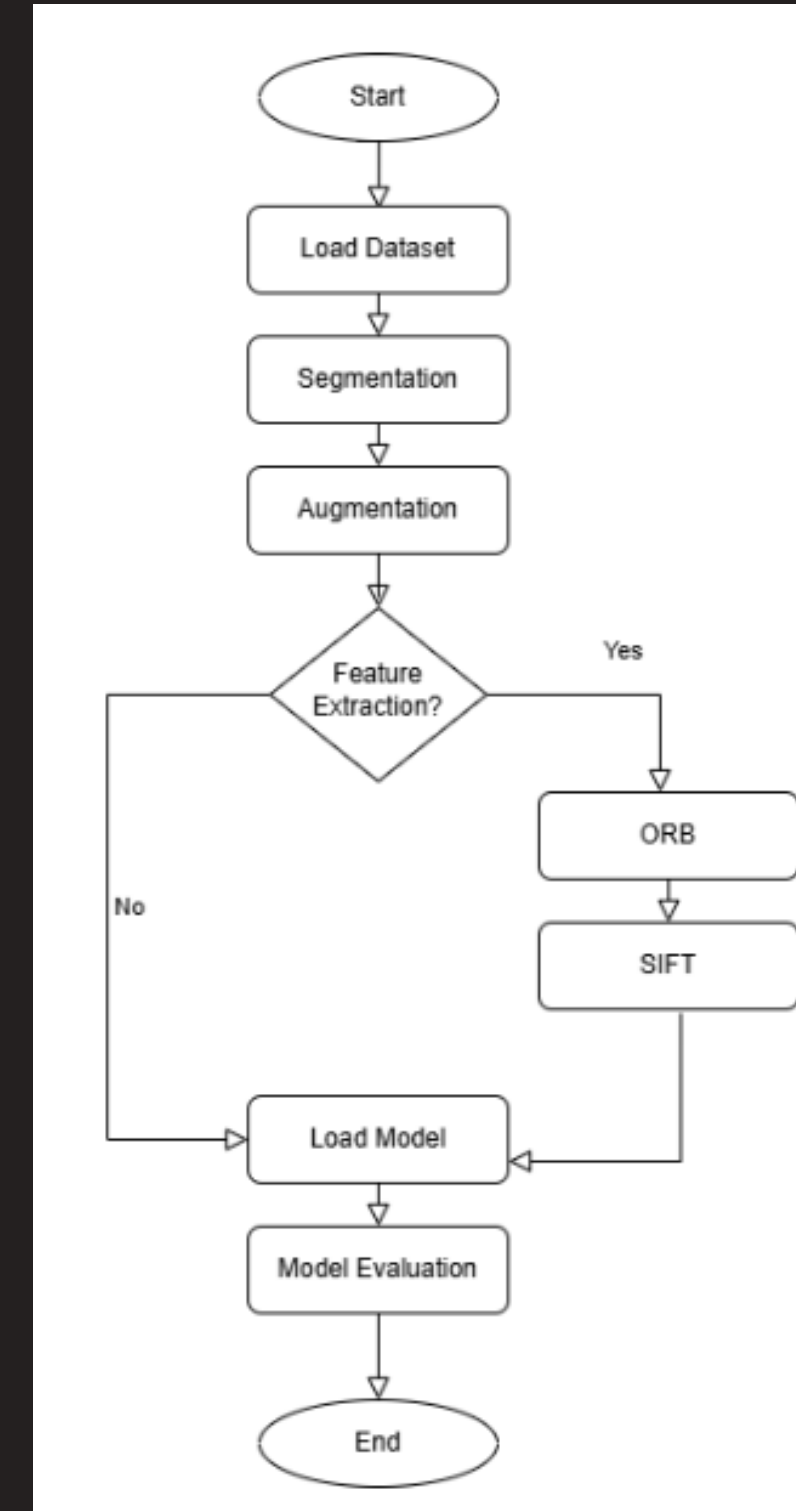 Start
Load Dataset
Segmentation
Augmentation
Feature
Extraction?
Yes
ORB
No
SIFT
Load Model
Model Evaluation
End